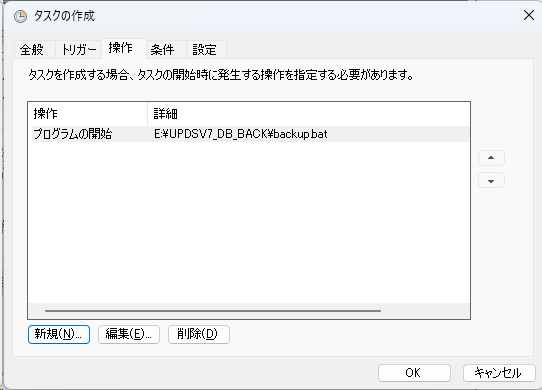 タスクの作成
全般 トリガー 操作 条件 設定
タスクを作成する場合、タスクの開始時に発生する操作を指定する必要があります。
操作 詳細
プログラムの開始 E:¥UPDSV7_DB_BACK¥backup.bat
新規(N)... 編集(E)... 削除(D)
OK キャンセル